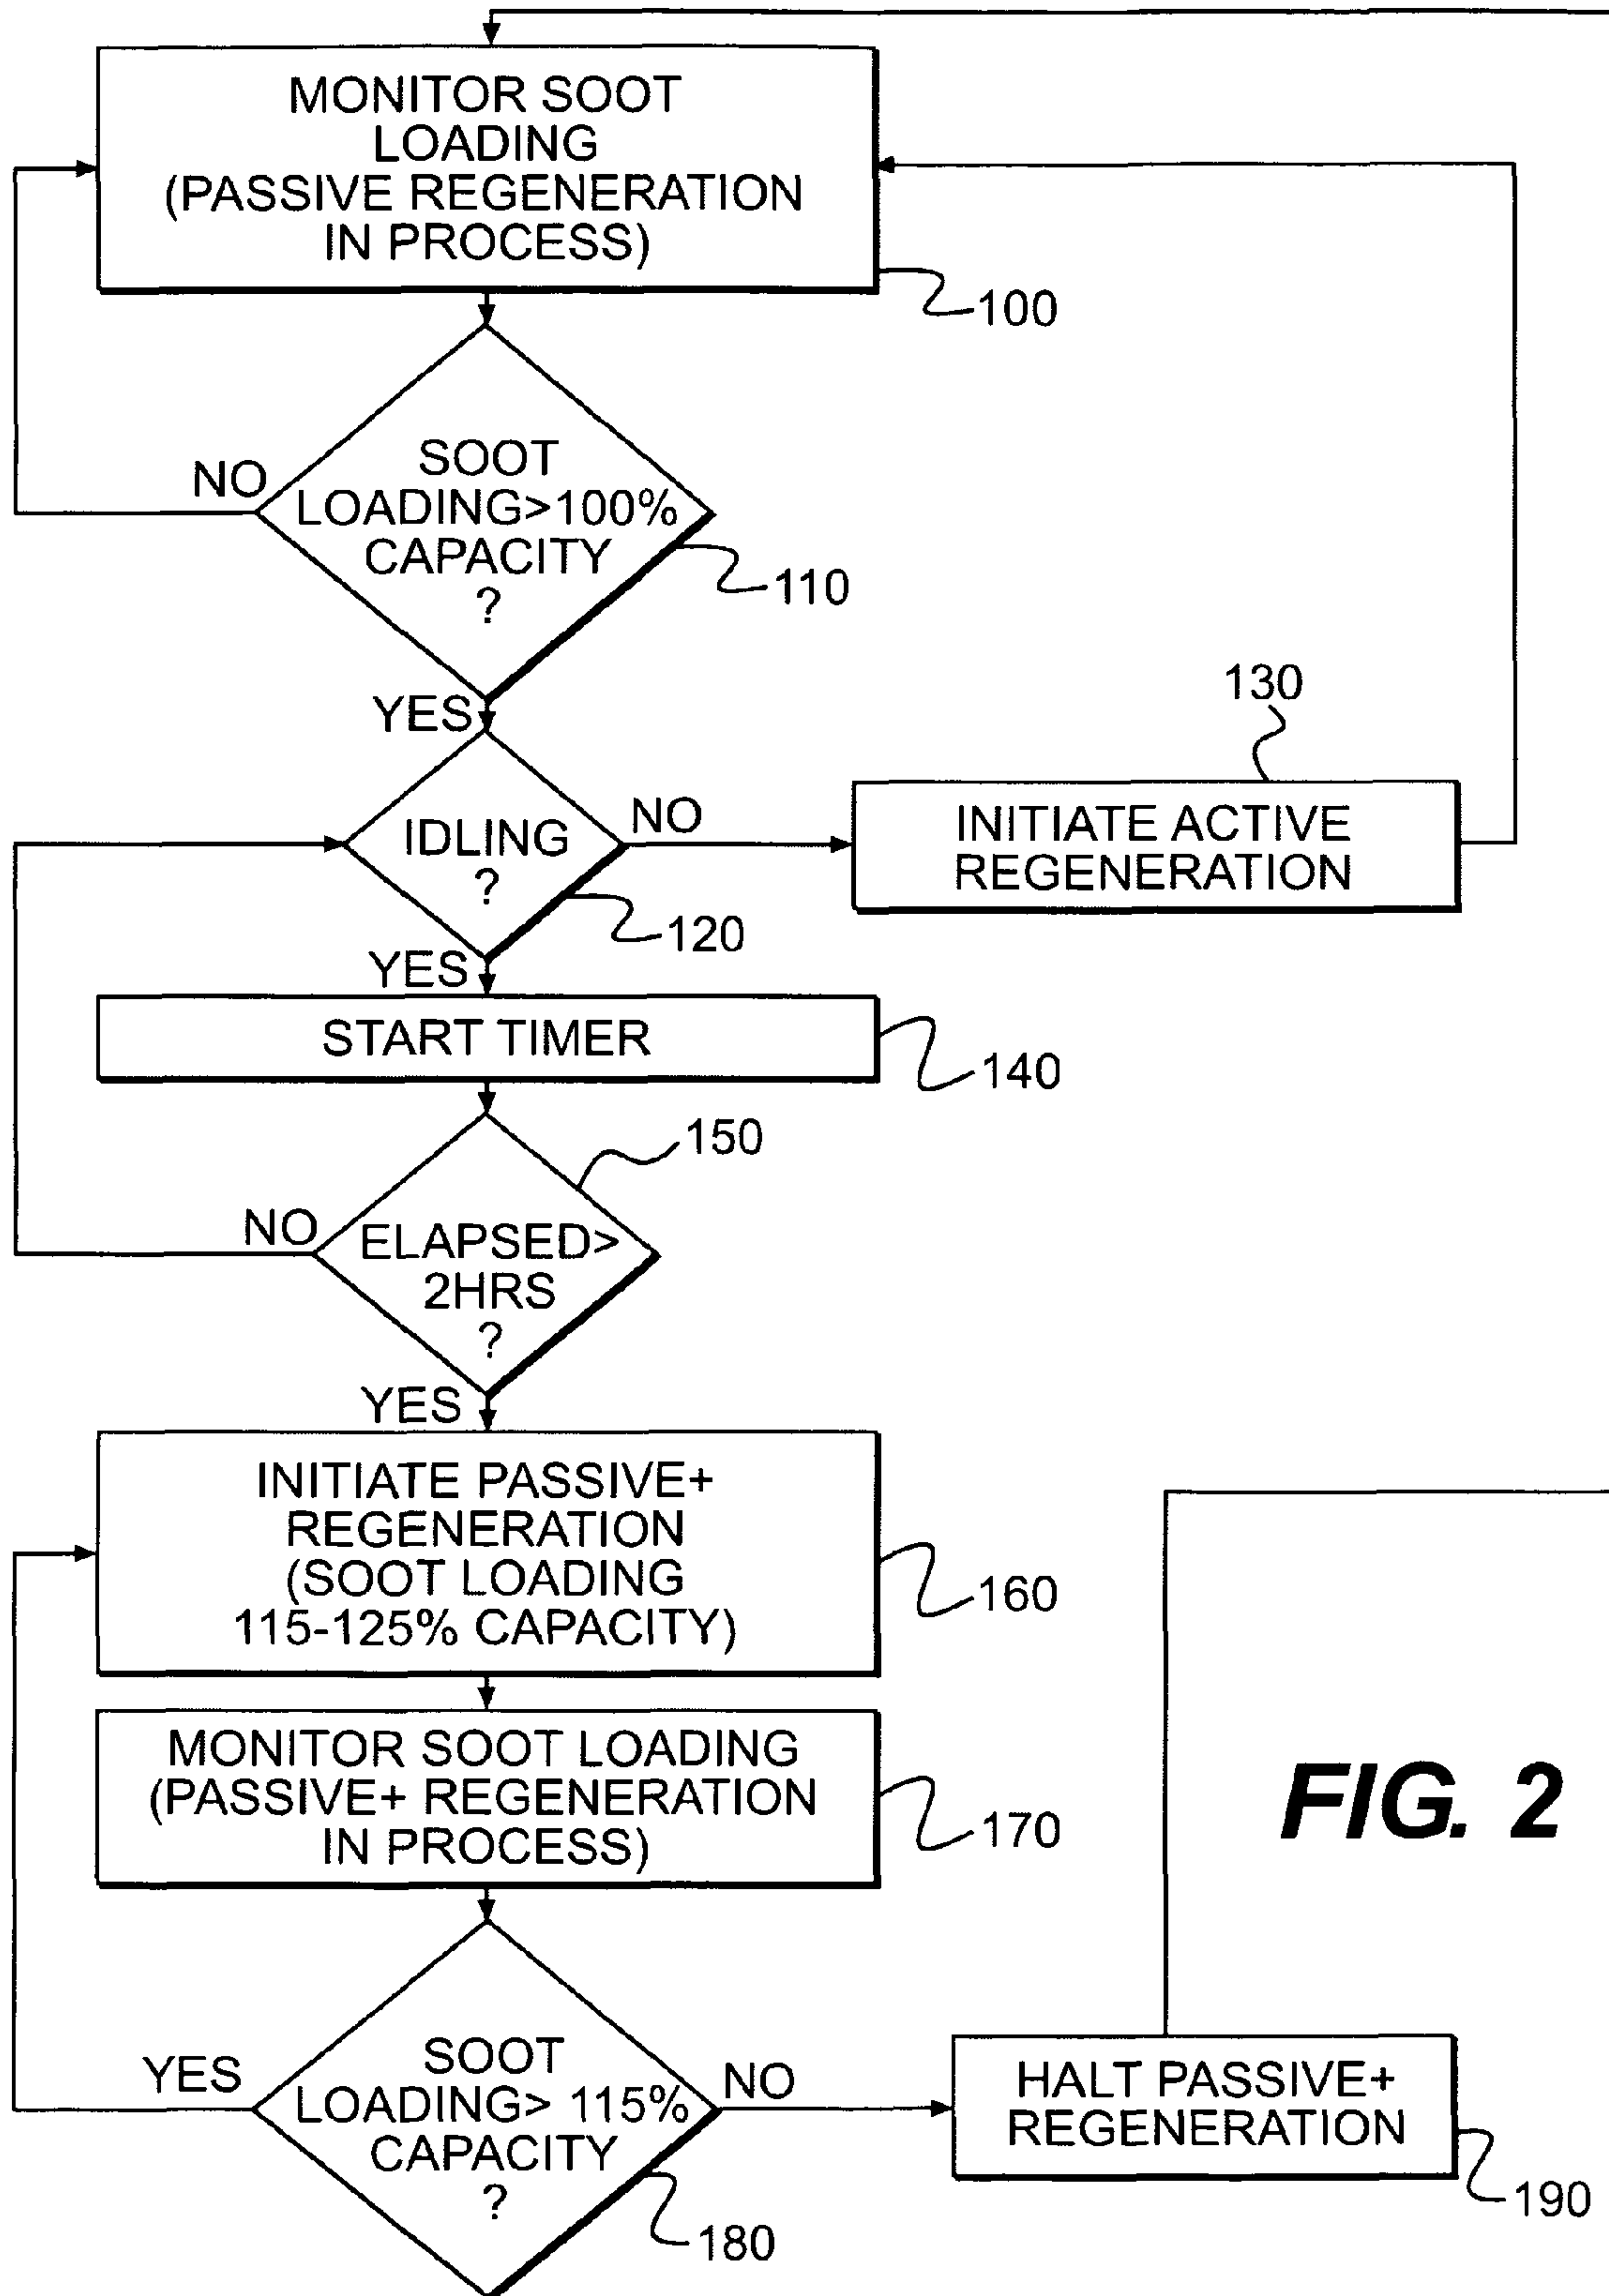 MONITOR SOOT
LOADING
(PASSIVE REGENERATION
IN PROCESS)
100
SOOT
LOADING>100%
CAPACITY
?
NO
110
YES
130
IDLING
?
NO
INITIATE ACTIVE
REGENERATION
120
YES
START TIMER
140
150
NO
ELAPSED>
2HRS
?
YES
INITIATE PASSIVE+
REGENERATION
(SOOT LOADING
115-125% CAPACITY)
160
MONITOR SOOT LOADING
(PASSIVE+ REGENERATION
IN PROCESS)
170
FIG. 2
YES
SOOT
LOADING> 115%
CAPACITY
?
NO
180
HALT PASSIVE+
REGENERATION
190